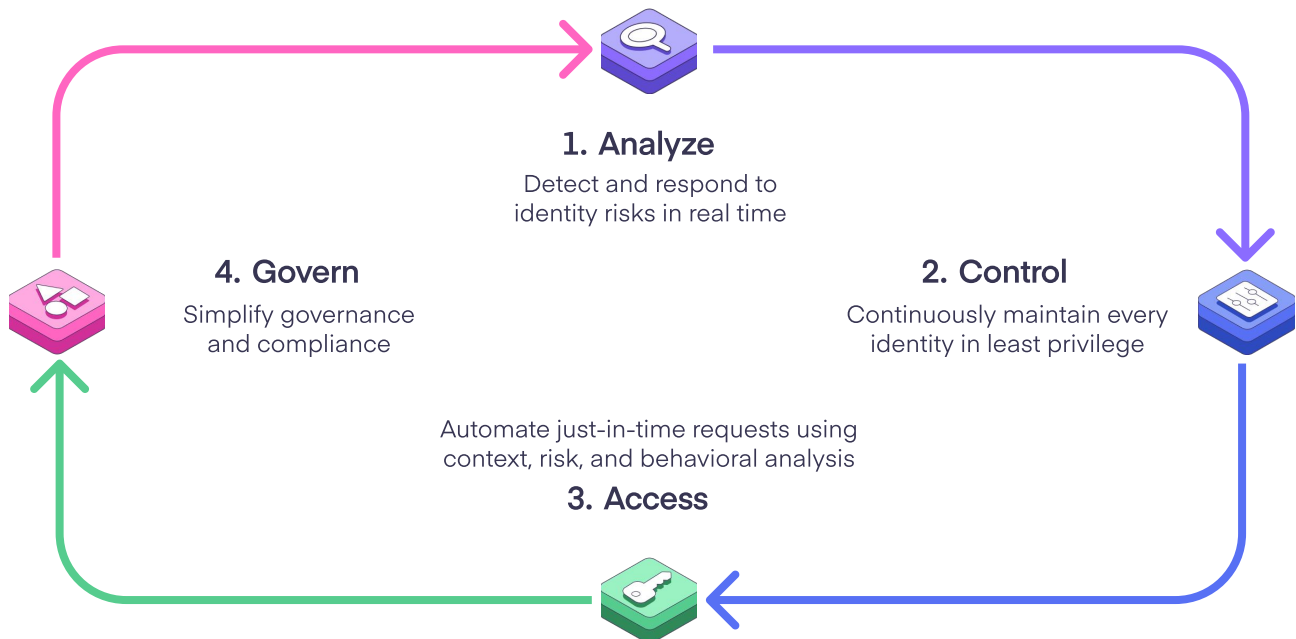 1. Analyze
Detect and respond to
identity risks in real time
2. Control
Continuously maintain every
identity in least privilege
Automate just-in-time requests using
context, risk, and behavioral analysis
3. Access
4. Govern
Simplify governance
and compliance